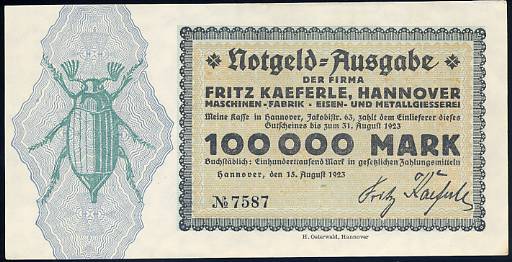 Notgeld-Ausgabe
DER FIRMA
FRITZ KAEFERLE, HANNOVER
MASCHINEN-FABRIK · EISEN- UND METALLGIESSEREI
Meine Kasse in Hannover, Jakobistr. 63, zahlt dem Einlieferer dieses
Gutscheines bis zum 31. August 1923
100000 MARK
Buchstäblich: Einhunderttausend Mark in gesetzlichen Zahlungsmitteln
Hannover, den 15. August 1923
№ 7587
Fritz Kaeferle
H. Osterwald, Hannover